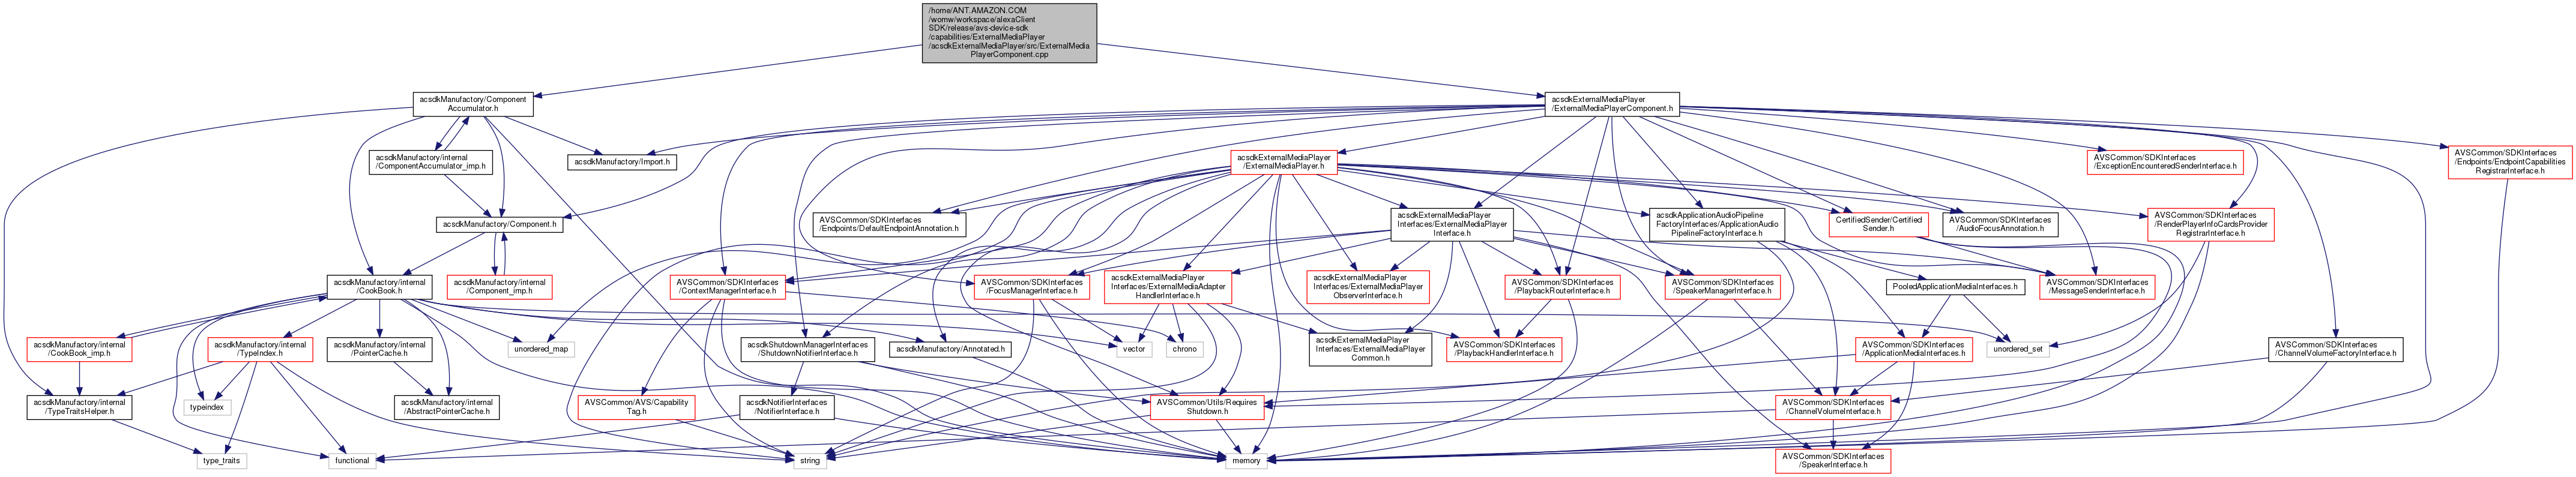 /home/ANT.AMAZON.COM
/womw/workspace/alexaClient
SDK/release/avs-device-sdk
/capabilities/ExternalMediaPlayer
/acsdkExternalMediaPlayer/src/ExternalMedia
PlayerComponent.cpp
acsdkManufactory/Component
Accumulator.h
acsdkExternalMediaPlayer
/ExternalMediaPlayerComponent.h
acsdkManufactory/internal
/ComponentAccumulator_imp.h
acsdkManufactory/Import.h
acsdkExternalMediaPlayer
/ExternalMediaPlayer.h
AVSCommon/SDKInterfaces
/ExceptionEncounteredSenderInterface.h
AVSCommon/SDKInterfaces
/Endpoints/EndpointCapabilities
RegistrarInterface.h
acsdkManufactory/Component.h
AVSCommon/SDKInterfaces
/Endpoints/DefaultEndpointAnnotation.h
acsdkExternalMediaPlayer
Interfaces/ExternalMediaPlayer
Interface.h
acsdkApplicationAudioPipeline
FactoryInterfaces/ApplicationAudio
PipelineFactoryInterface.h
CertifiedSender/Certified
Sender.h
AVSCommon/SDKInterfaces
/AudioFocusAnnotation.h
AVSCommon/SDKInterfaces
/RenderPlayerInfoCardsProvider
RegistrarInterface.h
acsdkManufactory/internal
/CookBook.h
acsdkManufactory/internal
/Component_imp.h
AVSCommon/SDKInterfaces
/ContextManagerInterface.h
AVSCommon/SDKInterfaces
/FocusManagerInterface.h
acsdkExternalMediaPlayer
Interfaces/ExternalMediaAdapter
HandlerInterface.h
acsdkExternalMediaPlayer
Interfaces/ExternalMediaPlayer
ObserverInterface.h
AVSCommon/SDKInterfaces
/PlaybackRouterInterface.h
AVSCommon/SDKInterfaces
/SpeakerManagerInterface.h
PooledApplicationMediaInterfaces.h
AVSCommon/SDKInterfaces
/MessageSenderInterface.h
acsdkManufactory/internal
/CookBook_imp.h
acsdkManufactory/internal
/TypeIndex.h
acsdkManufactory/internal
/PointerCache.h
unordered_map
acsdkShutdownManagerInterfaces
/ShutdownNotifierInterface.h
acsdkManufactory/Annotated.h
vector
chrono
acsdkExternalMediaPlayer
Interfaces/ExternalMediaPlayer
Common.h
AVSCommon/SDKInterfaces
/PlaybackHandlerInterface.h
AVSCommon/SDKInterfaces
/ApplicationMediaInterfaces.h
unordered_set
AVSCommon/SDKInterfaces
/ChannelVolumeFactoryInterface.h
acsdkManufactory/internal
/TypeTraitsHelper.h
typeindex
acsdkManufactory/internal
/AbstractPointerCache.h
AVSCommon/AVS/Capability
Tag.h
acsdkNotifierInterfaces
/NotifierInterface.h
AVSCommon/Utils/Requires
Shutdown.h
AVSCommon/SDKInterfaces
/ChannelVolumeInterface.h
type_traits
functional
string
memory
AVSCommon/SDKInterfaces
/SpeakerInterface.h